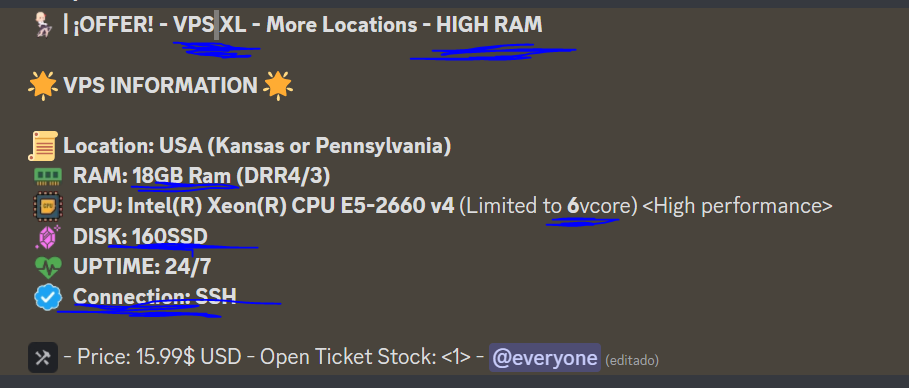 | ¡OFFER! - VPS XL - More Locations - HIGH RAM
VPS INFORMATION
Location: USA (Kansas or Pennsylvania)
RAM: 18GB Ram (DRR4/3)
CPU: Intel(R) Xeon(R) CPU E5-2660 v4 (Limited to 6vcore) <High performance>
DISK: 160SSD
UPTIME: 24/7
Connection: SSH
- Price: 15.99$ USD - Open Ticket Stock: <1> - @everyone (editado)